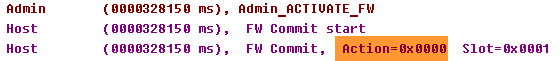 Admin (0000328150 ms), Admin_ACTIVATE_FW
Host (0000328150 ms), FW Commit start
Host (0000328150 ms), FW Commit, Action=0x0000 Slot=0x0001